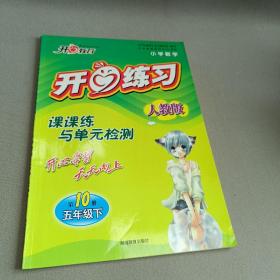 开心教育
小学数学
开心练习
人教版
课课练
与单元检测
开心学习
天天向上
第10册
五年级下